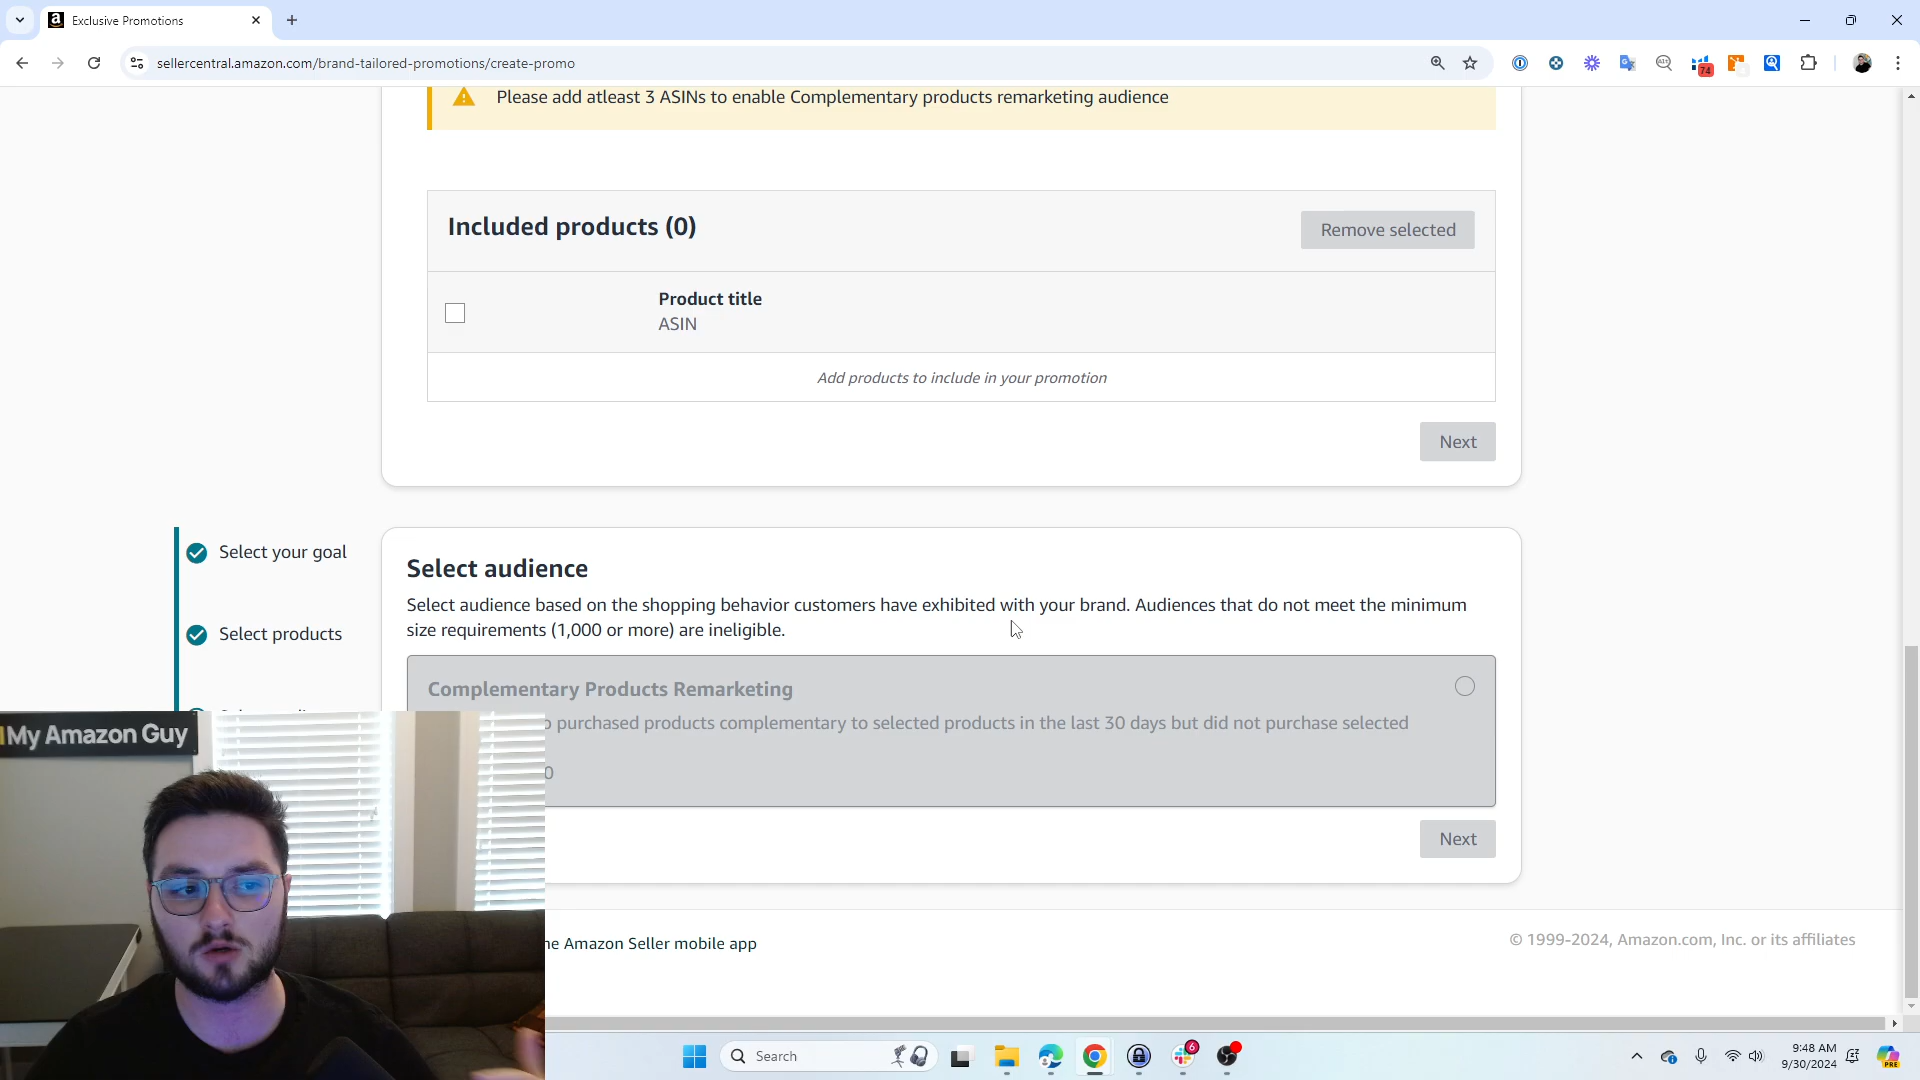 Exclusive Promotions
sellercentral.amazon.com/brand-tailored-promotions/create-promo
74
Please add atleast 3 ASINs to enable Complementary products remarketing audience
Included products (0)
Remove selected
Product title
ASIN
Add products to include in your promotion
Next
Select your goal
Select products
Select audience
Select audience based on the shopping behavior customers have exhibited with your brand. Audiences that do not meet the minimum
size requirements (1,000 or more) are ineligible.
Complementary Products Remarketing
purchased products complementary to selected products in the last 30 days but did not purchase selected
0
Next
My Amazon Guy
Amazon Seller mobile app
© 1999-2024, Amazon.com, Inc. or its affiliates
Search
6
9:48 AM
9/30/2024
PRE